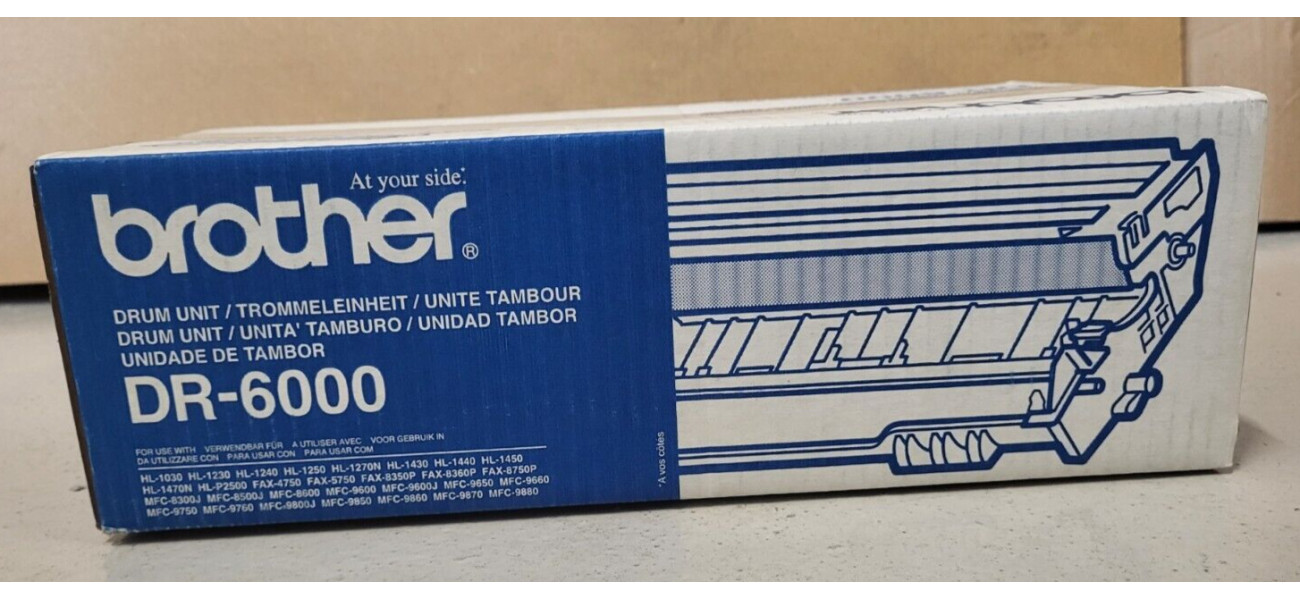 brother
At your side.*
brother®
DRUM UNIT / TROMMELEINHEIT / UNITE TAMBOUR
DRUM UNIT / UNITA' TAMBURO / UNIDAD TAMBOR
UNIDADE DE TAMBOR
DR-6000
FOR USE WITH VERWENDBAR FÜR A UTILISER AVEC VOOR GEBRUIK IN
DA UTILIZZARE CON PARA USAR CON PARA USAR COM
HL-1030 HL-1230 HL-1240 HL-1250 HL-1270N HL-1430 HL-1440 HL-1450
HL-1470N HL-P2500 FAX-4750 FAX-5750 FAX-8350P FAX-8360P FAX-8750P
MFC-8300J MFC-8500J MFC-8600 MFC-9600 MFC-9600J MFC-9650 MFC-9660
MFC-9750 MFC-9760 MFC-9800J MFC-9850 MFC-9860 MFC-9870 MFC-9880
*A vos côtés